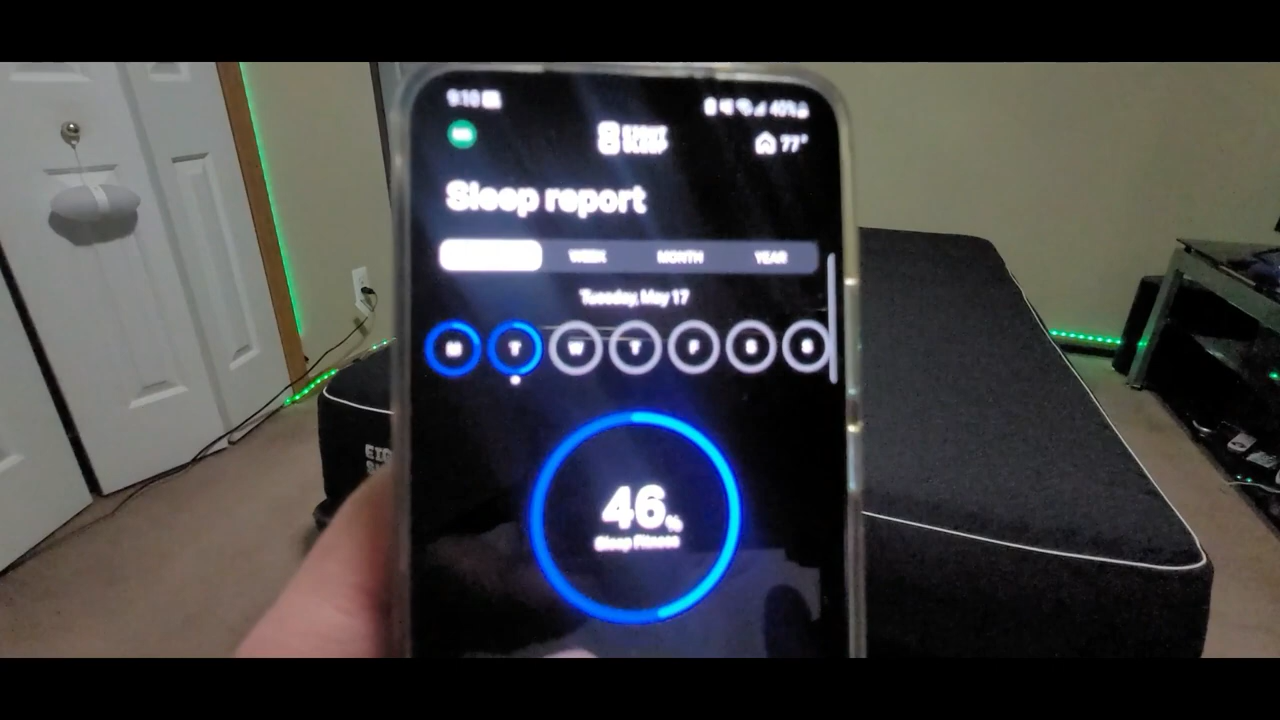 9:10
40%
EIGHT SLEEP
77°
Sleep report
WEEK MONTH YEAR
Tuesday, May 17
M T W T F S S
46%
Sleep Fitness